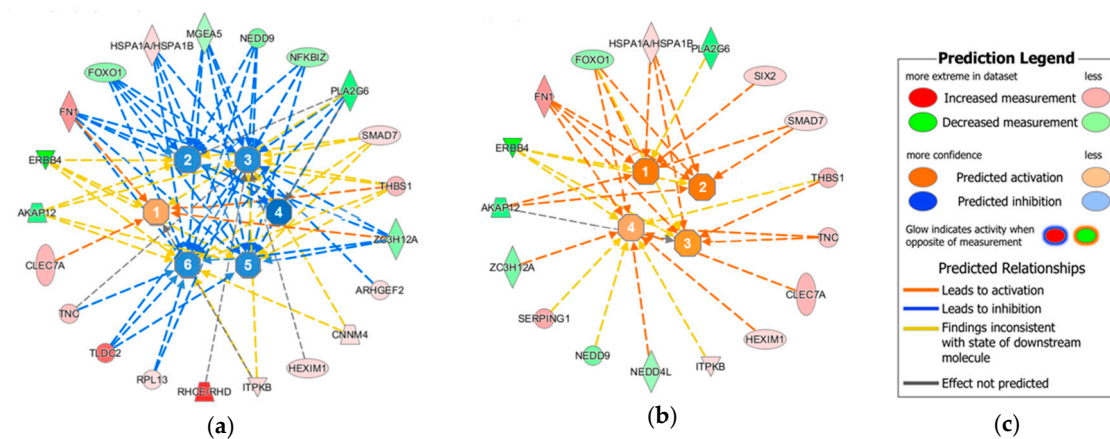 MGEA5
HSPA1A/HSPA1B
NEDD9
FOXO1
NFKBIZ
FN1
PLA2G6
ERBB4
SMAD7
AKAP12
THBS1
CLEC7A
ZC3H12A
TNC
ARHGEF2
TLDC2
CNNM4
RPL13
HEXIM1
RHCE/RHD
ITPKB
1
2
3
4
5
6
(a)
HSPA1A/HSPA1B
PLA2G6
FOXO1
SIX2
FN1
SMAD7
ERBB4
THBS1
AKAP12
TNC
ZC3H12A
CLEC7A
SERPING1
HEXIM1
NEDD9
ITPKB
NEDD4L
1
2
3
4
(b)
Prediction Legend
more extreme in dataset less
Increased measurement
Decreased measurement
more confidence less
Predicted activation
Predicted inhibition
Glow indicates activity when
opposite of measurement
Predicted Relationships
Leads to activation
Leads to inhibition
Findings inconsistent
with state of downstream
molecule
Effect not predicted
(c)